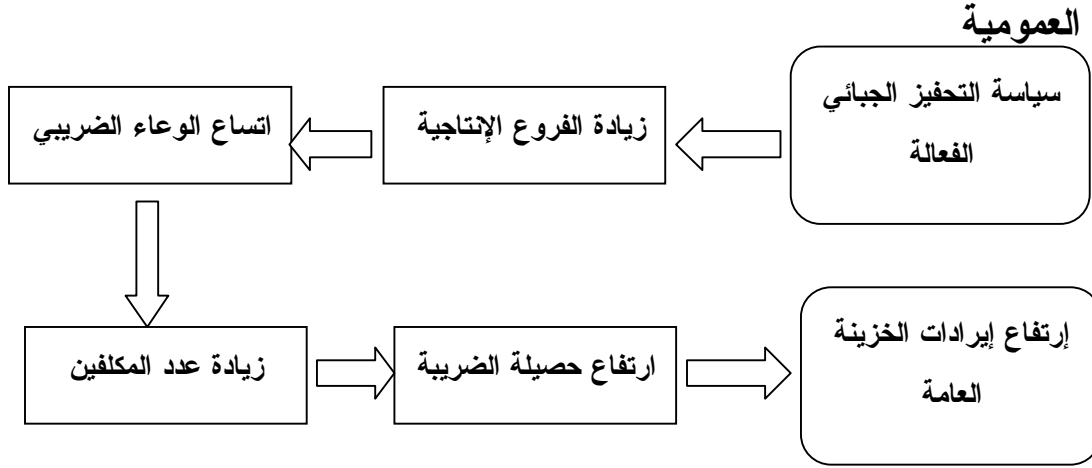 العمومية
سياسة التحفيز الجبائي
الفعالة
زيادة الفروع الإنتاجية
اتساع الوعاء الضريبي
زيادة عدد المكلفين
ارتفاع حصيلة الضريبة
إرتفاع إيرادات الخزينة
العامة